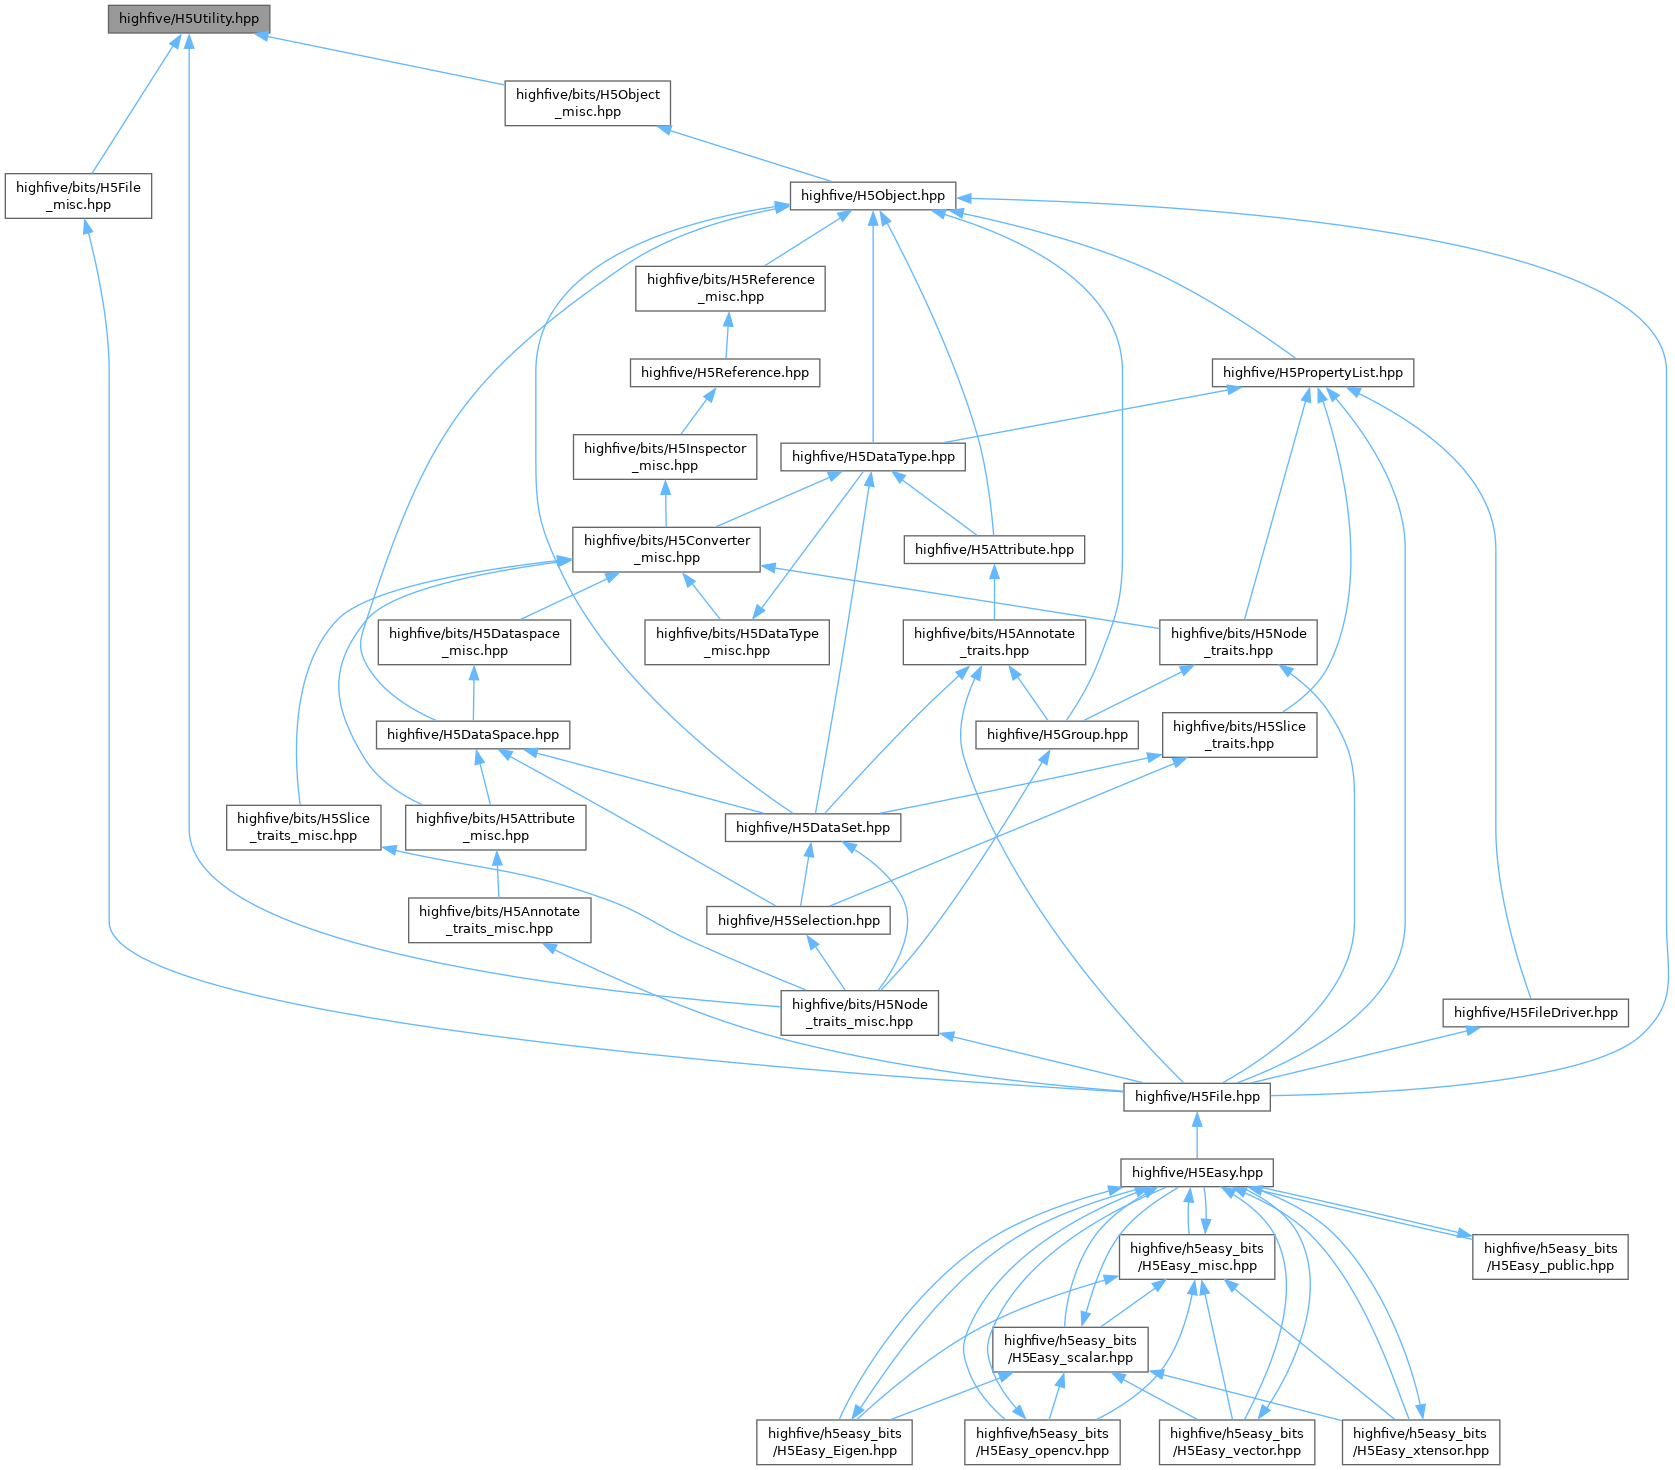 highfive/H5Utility.hpp
highfive/bits/H5Object
_misc.hpp
highfive/bits/H5File
_misc.hpp
highfive/H5Object.hpp
highfive/bits/H5Reference
_misc.hpp
highfive/H5Reference.hpp
highfive/H5PropertyList.hpp
highfive/bits/H5Inspector
_misc.hpp
highfive/H5DataType.hpp
highfive/bits/H5Converter
_misc.hpp
highfive/H5Attribute.hpp
highfive/bits/H5Dataspace
_misc.hpp
highfive/bits/H5DataType
_misc.hpp
highfive/bits/H5Annotate
_traits.hpp
highfive/bits/H5Node
_traits.hpp
highfive/H5DataSpace.hpp
highfive/H5Group.hpp
highfive/bits/H5Slice
_traits.hpp
highfive/bits/H5Slice
_traits_misc.hpp
highfive/bits/H5Attribute
_misc.hpp
highfive/H5DataSet.hpp
highfive/bits/H5Annotate
_traits_misc.hpp
highfive/H5Selection.hpp
highfive/bits/H5Node
_traits_misc.hpp
highfive/H5FileDriver.hpp
highfive/H5File.hpp
highfive/H5Easy.hpp
highfive/h5easy_bits
/H5Easy_misc.hpp
highfive/h5easy_bits
/H5Easy_public.hpp
highfive/h5easy_bits
/H5Easy_scalar.hpp
highfive/h5easy_bits
/H5Easy_Eigen.hpp
highfive/h5easy_bits
/H5Easy_opencv.hpp
highfive/h5easy_bits
/H5Easy_vector.hpp
highfive/h5easy_bits
/H5Easy_xtensor.hpp